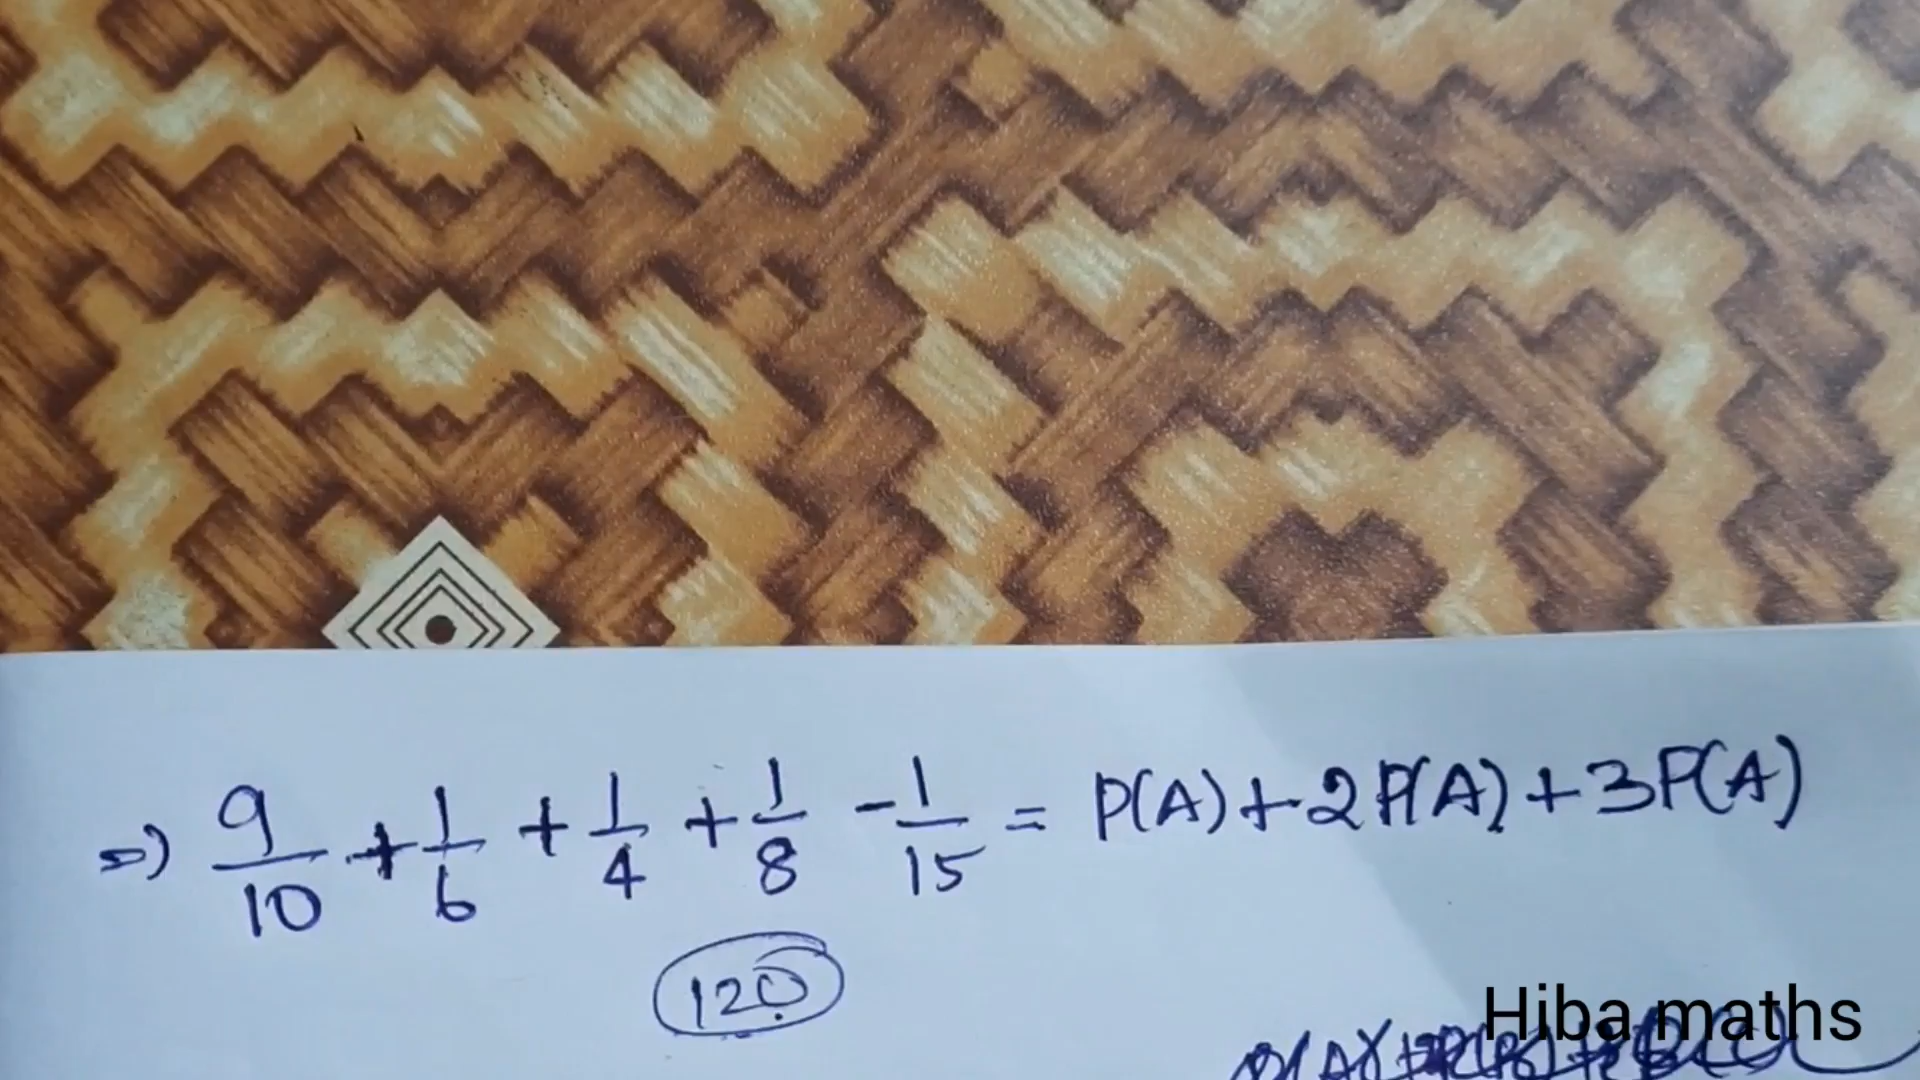 ⇒) 9/10 + 1/6 + 1/4 + 1/8 - 1/15 = P(A) + 2P(A) + 3P(A)
120
Hiba maths